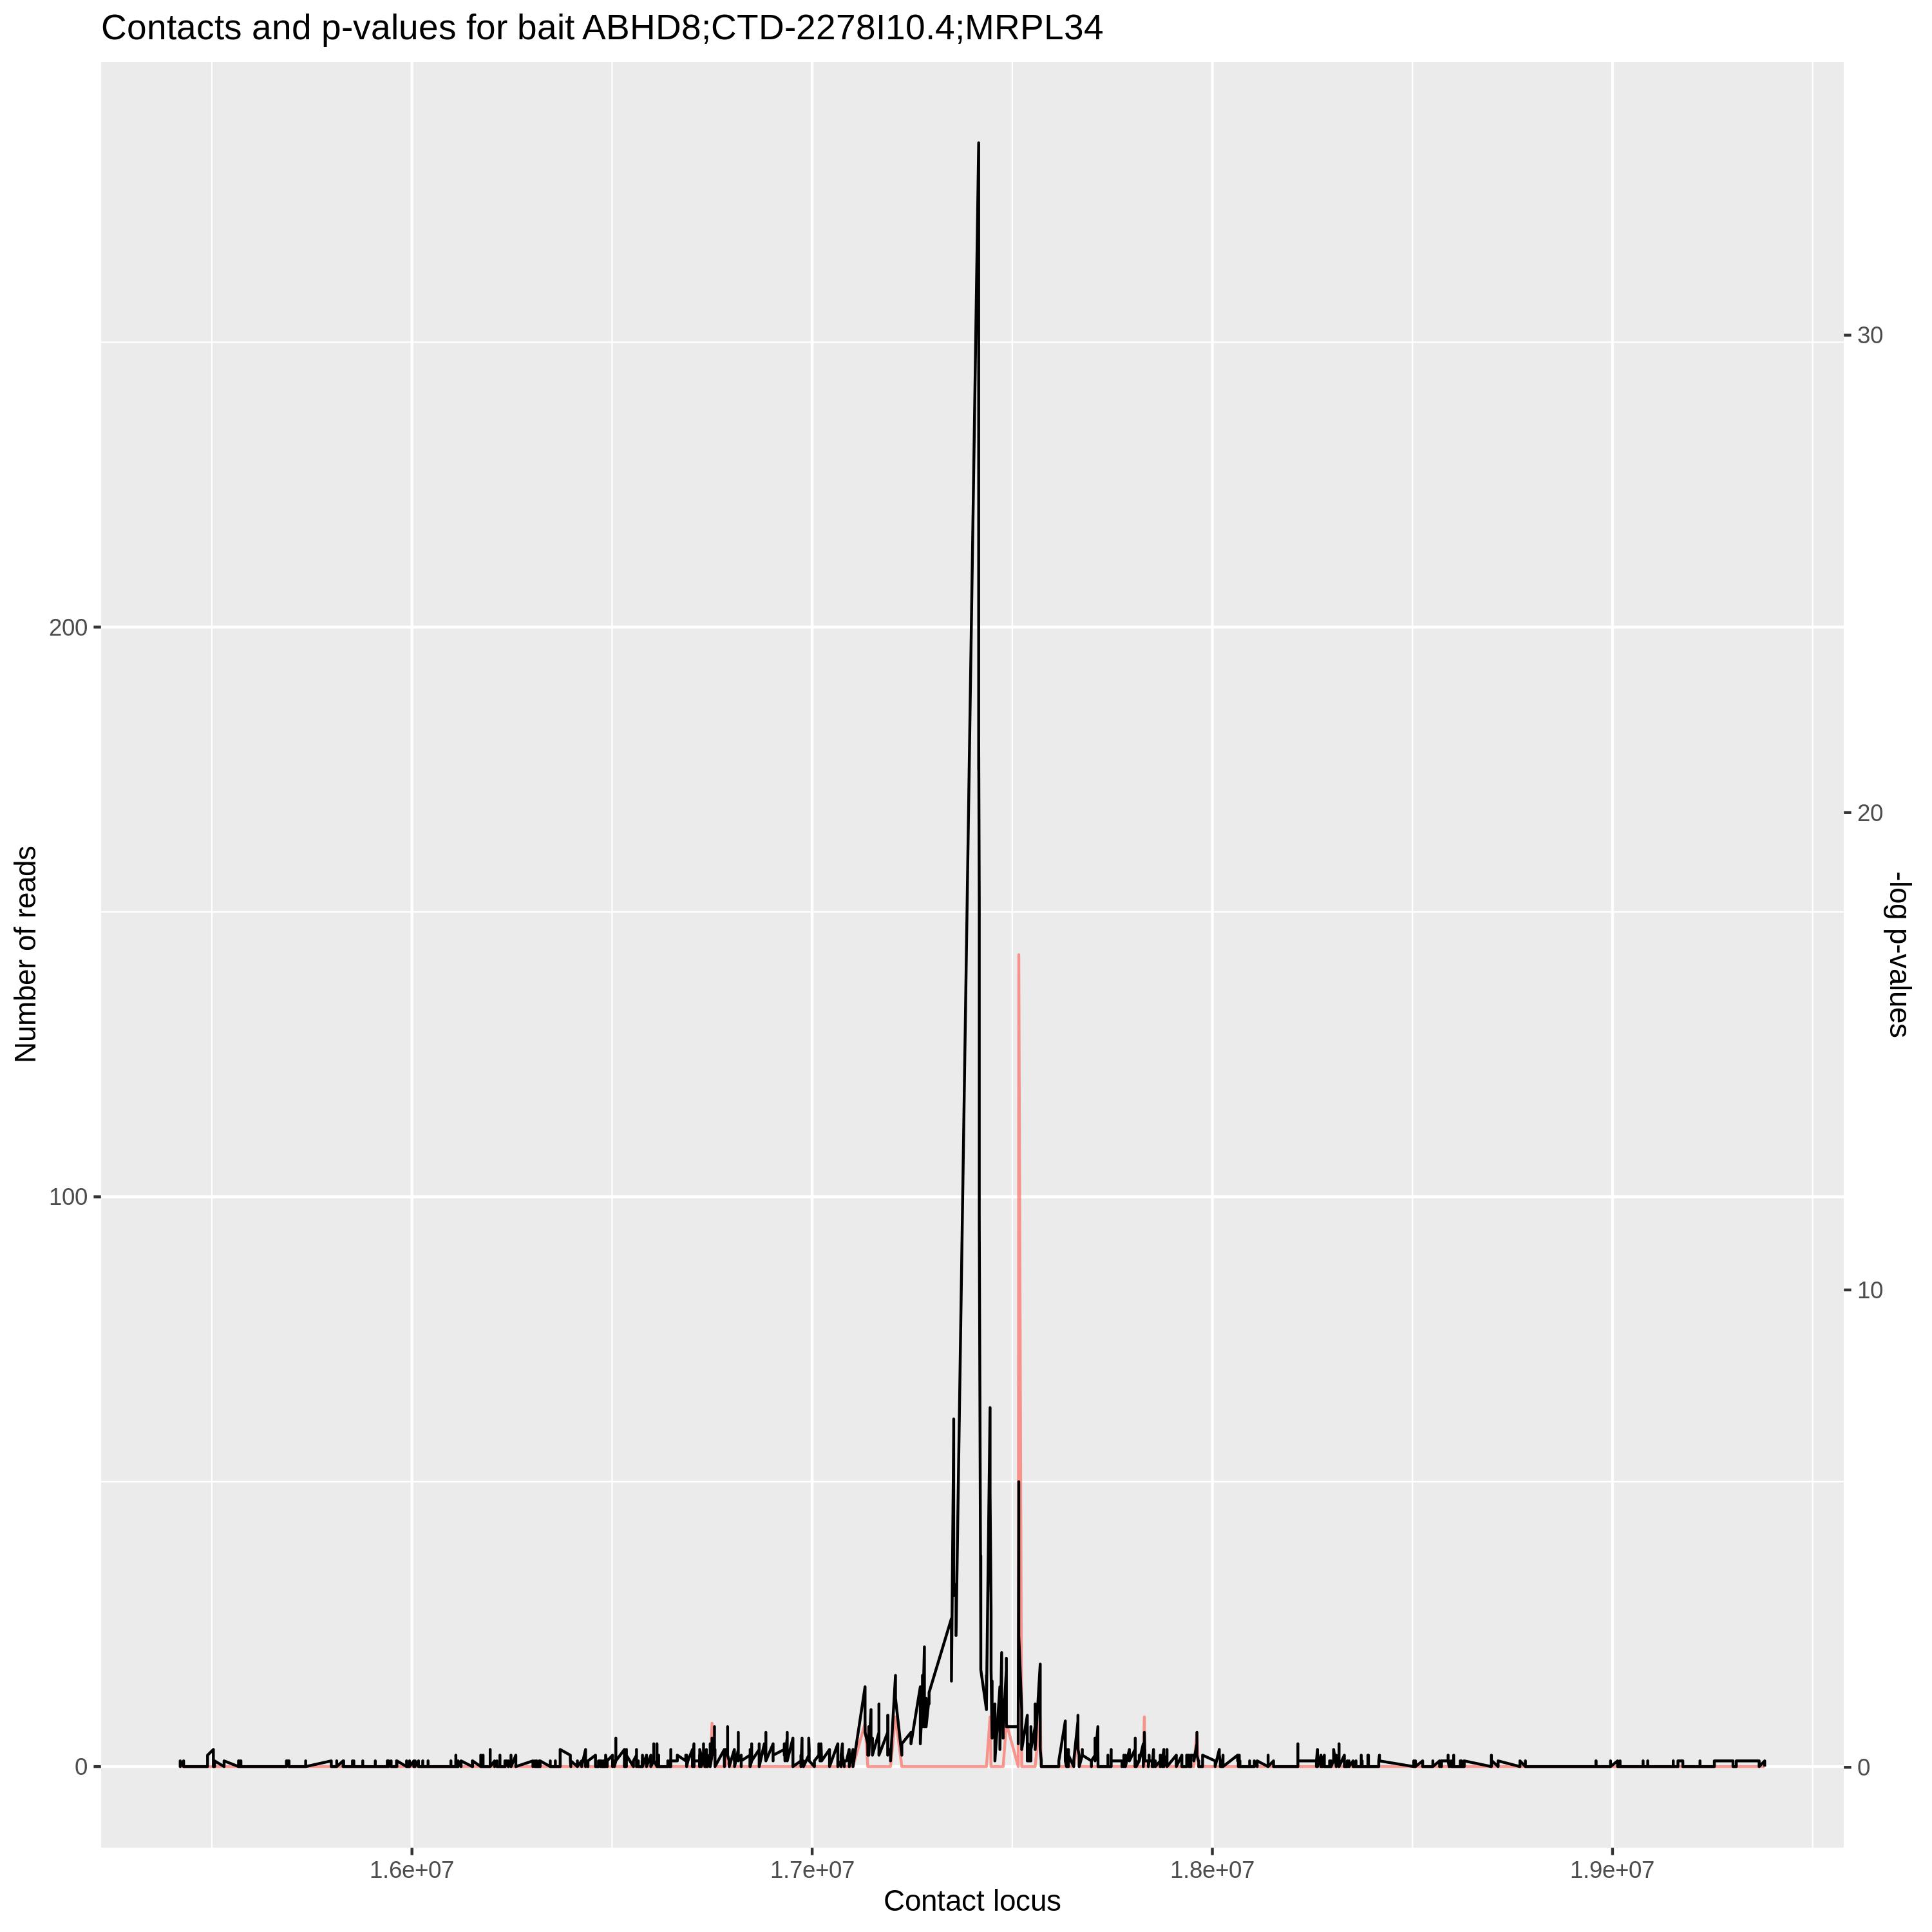 Contacts and p-values for bait ABHD8;CTD-2278I10.4;MRPL34
Number of reads
200
100
0
30
20
10
0
-log p-values
1.6e+07 1.7e+07 1.8e+07 1.9e+07
Contact locus